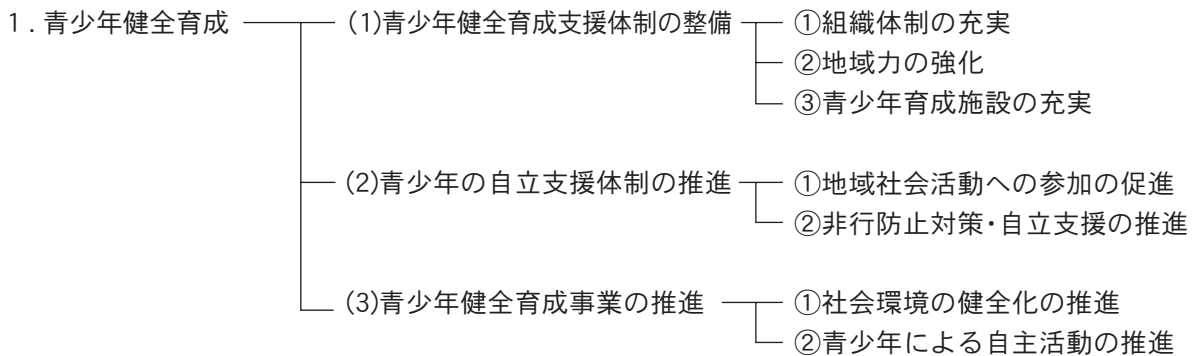 1．青少年健全育成 (1)青少年健全育成支援体制の整備 ①組織体制の充実
②地域力の強化
③青少年育成施設の充実
(2)青少年の自立支援体制の推進 ①地域社会活動への参加の促進
②非行防止対策・自立支援の推進
(3)青少年健全育成事業の推進 ①社会環境の健全化の推進
②青少年による自主活動の推進